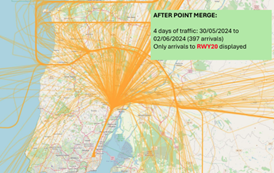 AFTER POINT MERGE:
4 days of traffic: 30/05/2024 to
02/06/2024 (397 arrivals)
Only arrivals to RWY20 displayed